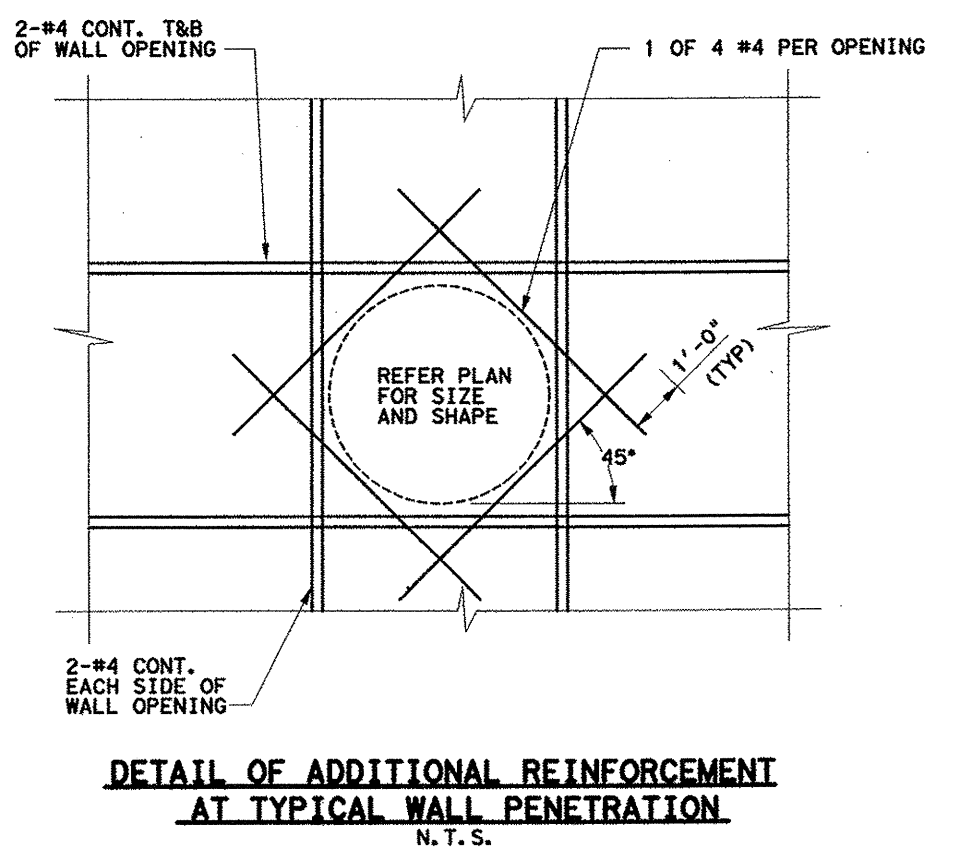 2-#4 CONT. T&B
OF WALL OPENING
1 OF 4 #4 PER OPENING
1'-0"
(TYP)
REFER PLAN
FOR SIZE
AND SHAPE
45°
2-#4 CONT.
EACH SIDE OF
WALL OPENING
DETAIL OF ADDITIONAL REINFORCEMENT
AT TYPICAL WALL PENETRATION
N.T.S.